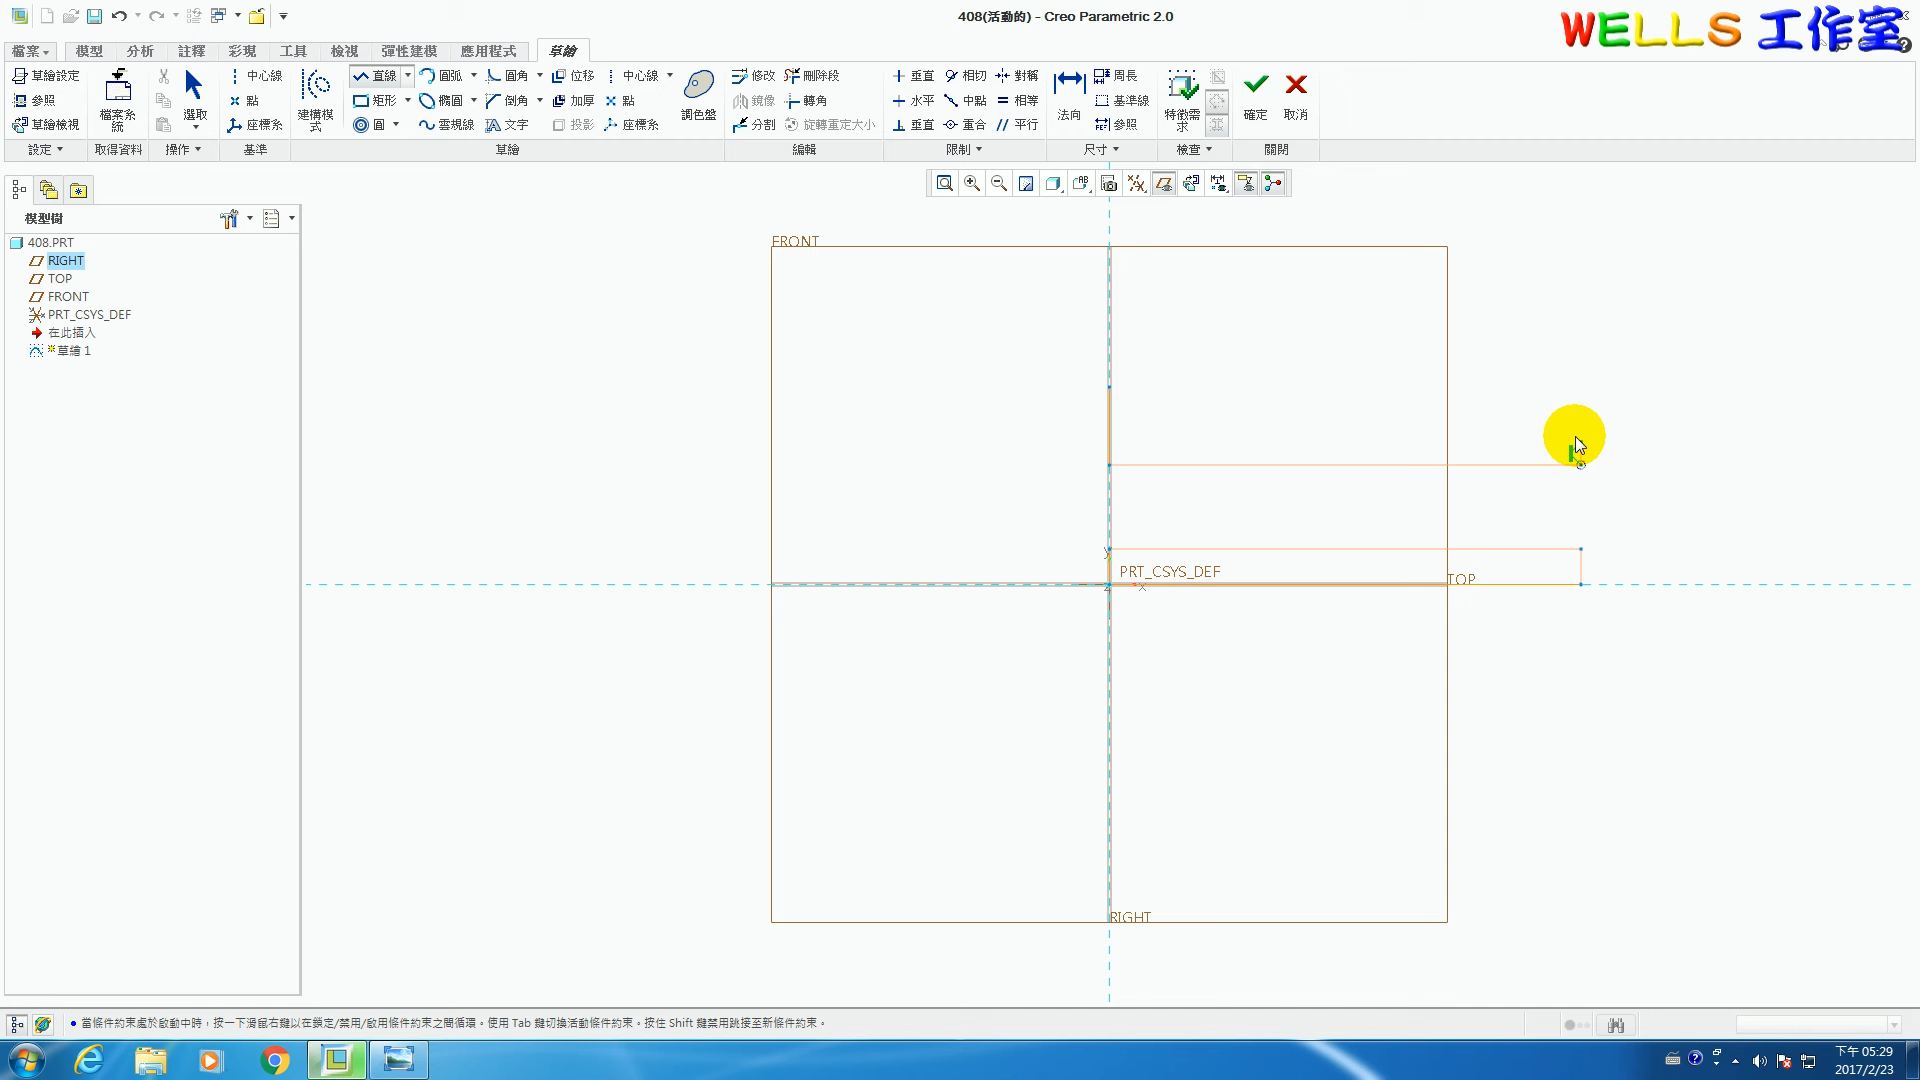 408(活動的) - Creo Parametric 2.0
WELLS 工作室
檔案 模型 分析 註釋 彩現 工具 檢視 彈性建模 應用程式 草繪
草繪設定 中心線 直線 圓弧 圓角 位移 中心線 修改 刪除段 垂直 相切 對稱 周長
參照 點 矩形 橢圓 倒角 加厚 點 鏡像 轉角 水平 中點 相等 基準線
草繪檢視 檔案系統 選取 座標系 建構模式 圓 雲規線 文字 投影 座標系 調色盤 分割 旋轉重定大小 垂直 重合 平行 法向 參照 特徵需求 確定 取消
設定 取得資料 操作 基準 草繪 編輯 限制 尺寸 檢查 關閉
模型樹
408.PRT
RIGHT
TOP
FRONT
PRT_CSYS_DEF
在此插入
草繪 1
FRONT
Y
PRT_CSYS_DEF
TOP
Z X
RIGHT
當條件約束處於啟動中時，按一下滑鼠右鍵以在鎖定/禁用/啟用條件約束之間循環。使用 Tab 鍵切換活動條件約束。按住 Shift 鍵禁用跳接至新條件約束。
下午 05:29
2017/2/23